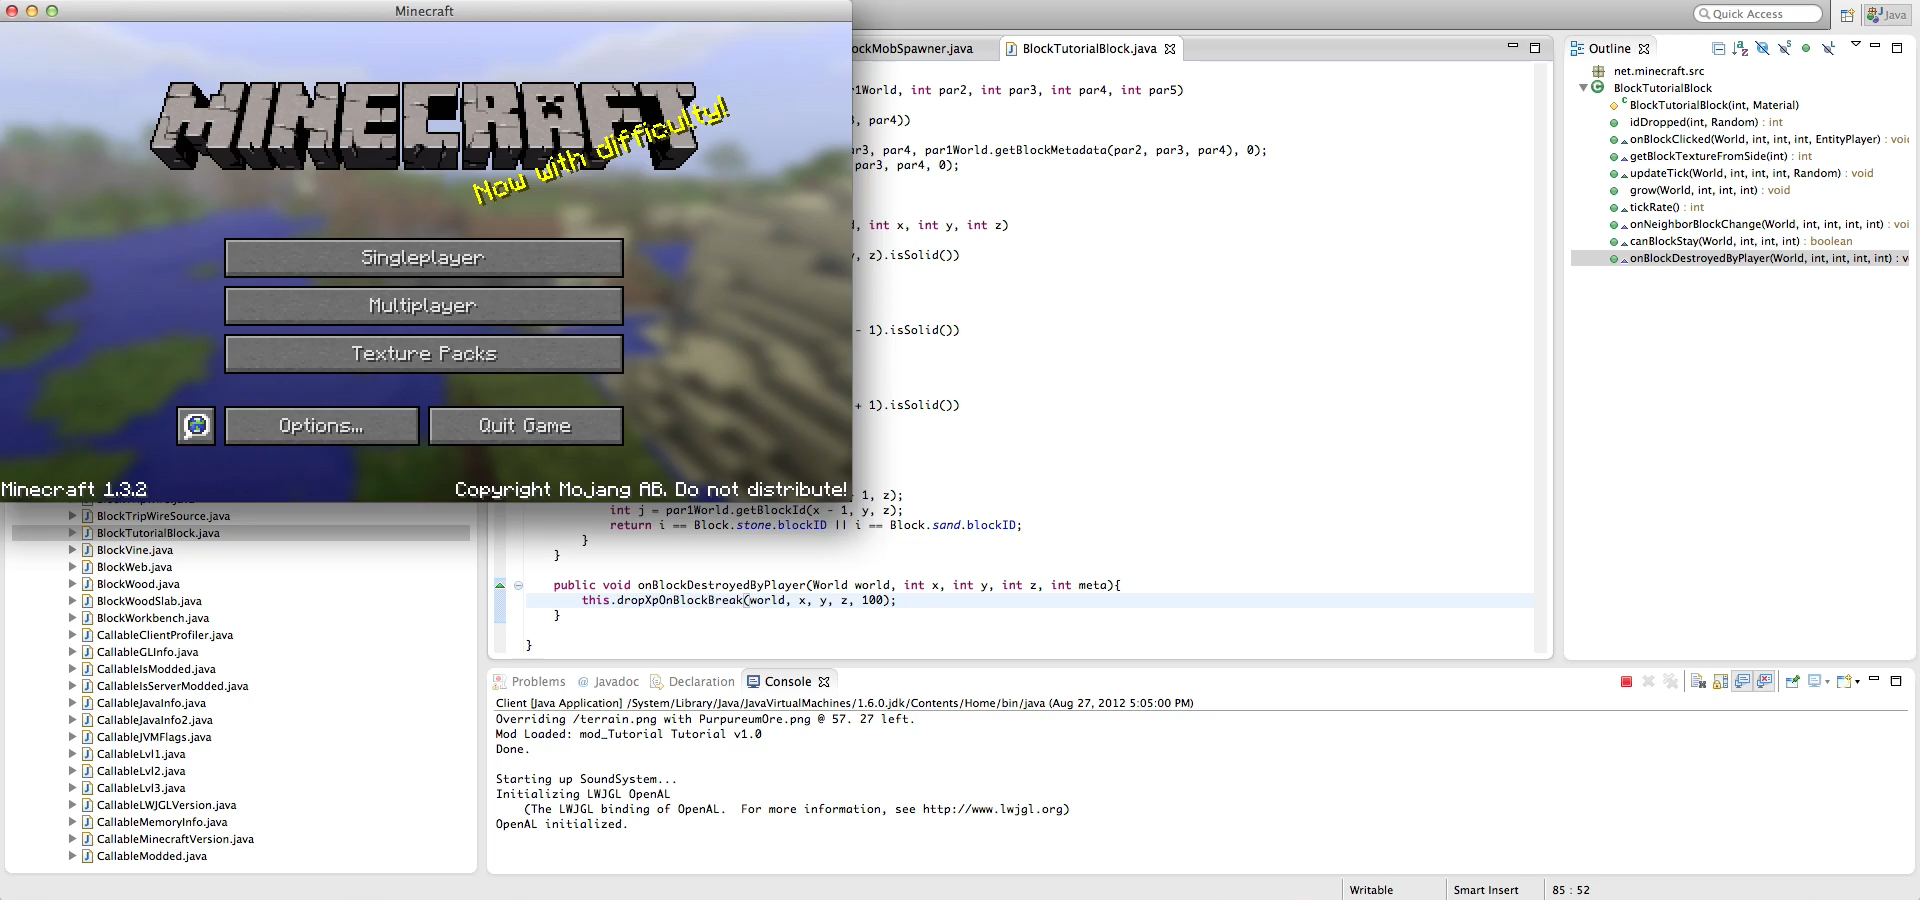 Minecraft
MINECRAFT
Now with difficulty!
Singleplayer
Multiplayer
Texture Packs
Options...
Quit Game
Minecraft 1.3.2
Copyright Mojang AB. Do not distribute!
Quick Access
Java
BlockTripWireSource.java
BlockTutorialBlock.java
BlockVine.java
BlockWeb.java
BlockWood.java
BlockWoodSlab.java
BlockWorkbench.java
CallableClientProfiler.java
CallableGLInfo.java
CallableIsModded.java
CallableIsServerModded.java
CallableJavaInfo.java
CallableJavaInfo2.java
CallableJVMFlags.java
CallableLvl1.java
CallableLvl2.java
CallableLvl3.java
CallableLWJGLVersion.java
CallableMemoryInfo.java
CallableMinecraftVersion.java
CallableModded.java
ockMobSpawner.java
BlockTutorialBlock.java
1World, int par2, int par3, int par4, int par5)
, par4))
r3, par4, par1World.getBlockMetadata(par2, par3, par4), 0);
par3, par4, 0);
, int x, int y, int z)
, z).isSolid())
- 1).isSolid())
+ 1).isSolid())
- 1, z);
int j = par1World.getBlockId(x - 1, y, z);
return i == Block.stone.blockID || i == Block.sand.blockID;
}
}
public void onBlockDestroyedByPlayer(World world, int x, int y, int z, int meta){
this.dropXpOnBlockBreak(world, x, y, z, 100);
}
}
Outline
net.minecraft.src
BlockTutorialBlock
BlockTutorialBlock(int, Material)
idDropped(int, Random) : int
onBlockClicked(World, int, int, int, EntityPlayer) : voi
getBlockTextureFromSide(int) : int
updateTick(World, int, int, int, Random) : void
grow(World, int, int, int) : void
tickRate() : int
onNeighborBlockChange(World, int, int, int, int) : voi
canBlockStay(World, int, int, int) : boolean
onBlockDestroyedByPlayer(World, int, int, int, int) : v
Problems
Javadoc
Declaration
Console
Client [Java Application] /System/Library/Java/JavaVirtualMachines/1.6.0.jdk/Contents/Home/bin/java (Aug 27, 2012 5:05:00 PM)
Overriding /terrain.png with PurpureumOre.png @ 57. 27 left.
Mod Loaded: mod_Tutorial Tutorial v1.0
Done.
Starting up SoundSystem...
Initializing LWJGL OpenAL
(The LWJGL binding of OpenAL. For more information, see http://www.lwjgl.org)
OpenAL initialized.
Writable
Smart Insert
85 : 52